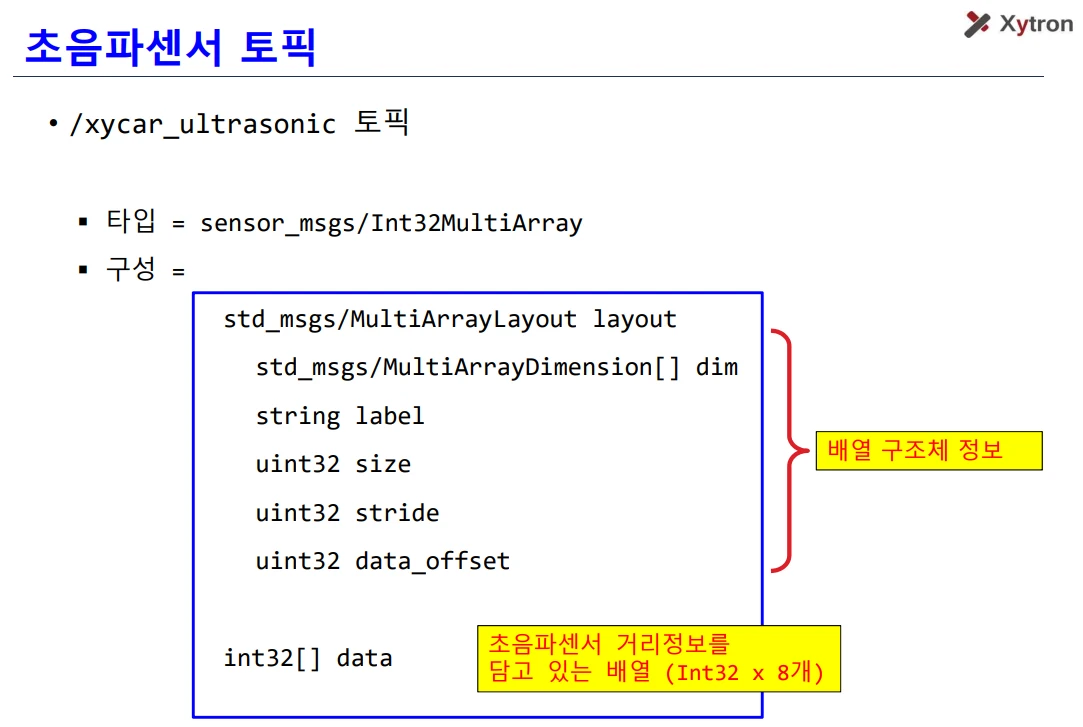 Xytron
초음파센서 토픽
• /xycar_ultrasonic 토픽
▪ 타입 = sensor_msgs/Int32MultiArray
▪ 구성 =
std_msgs/MultiArrayLayout layout
std_msgs/MultiArrayDimension[] dim
string label
uint32 size
uint32 stride
uint32 data_offset
배열 구조체 정보
int32[] data
초음파센서 거리정보를
담고 있는 배열 (Int32 x 8개)